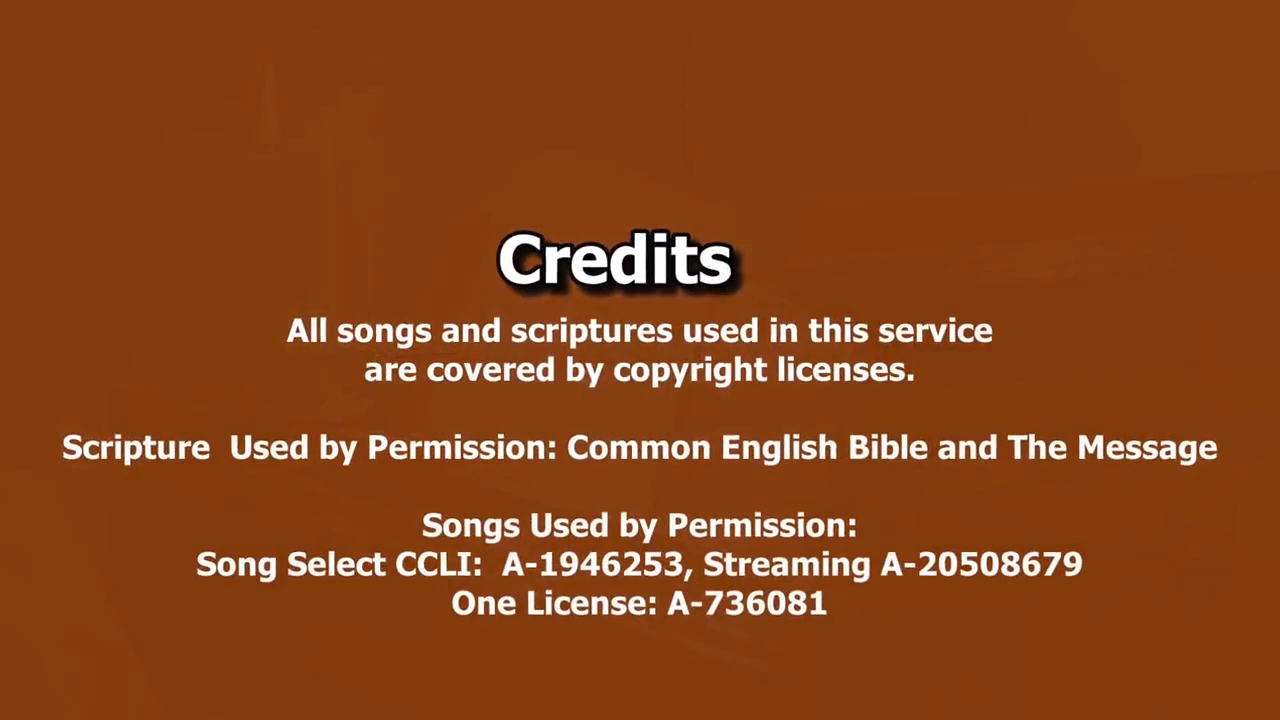 Credits
All songs and scriptures used in this service
are covered by copyright licenses.
Scripture  Used by Permission: Common English Bible and The Message
Songs Used by Permission:
Song Select CCLI:  A-1946253, Streaming A-20508679
One License: A-736081